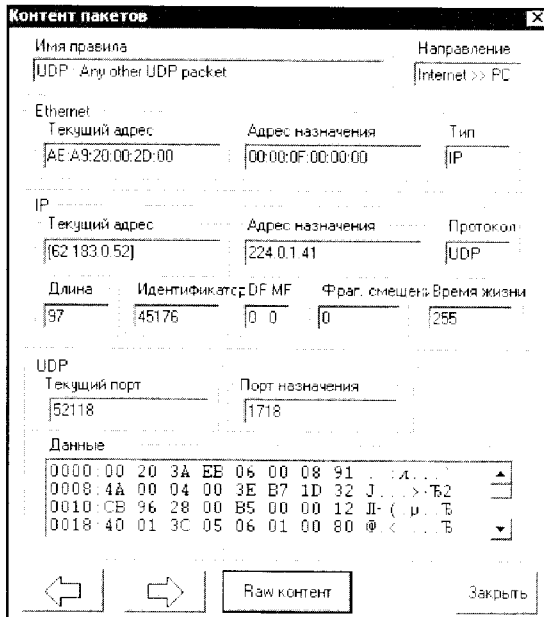 Контент пакетов
Имя правила Направление
UDP : Any other UDP packet Internet >> PC
Ethernet
Текущий адрес Адрес назначения Тип
AE:A9:20:00:2D:00 00:00:0F:00:00:00 IP
IP
Текущий адрес Адрес назначения Протокол
[62.183.0.52] 224.0.1.41 UDP
Длина Идентификатор DF MF Фраг. смещень Время жизни
97 45176 0 0 0 255
UDP
Текущий порт Порт назначения
52118 1718
Данные
0000:00 20 3A EB 06 00 08 91 . :л...`
0008:4A 00 04 00 3E B7 1D 32 J...>·Ђ2
0010:CB 96 28 00 B5 00 00 12 Л-(.µ..Ђ
0018:40 01 3C 05 06 01 00 80 @.<....Ђ
Raw контент Закрыть